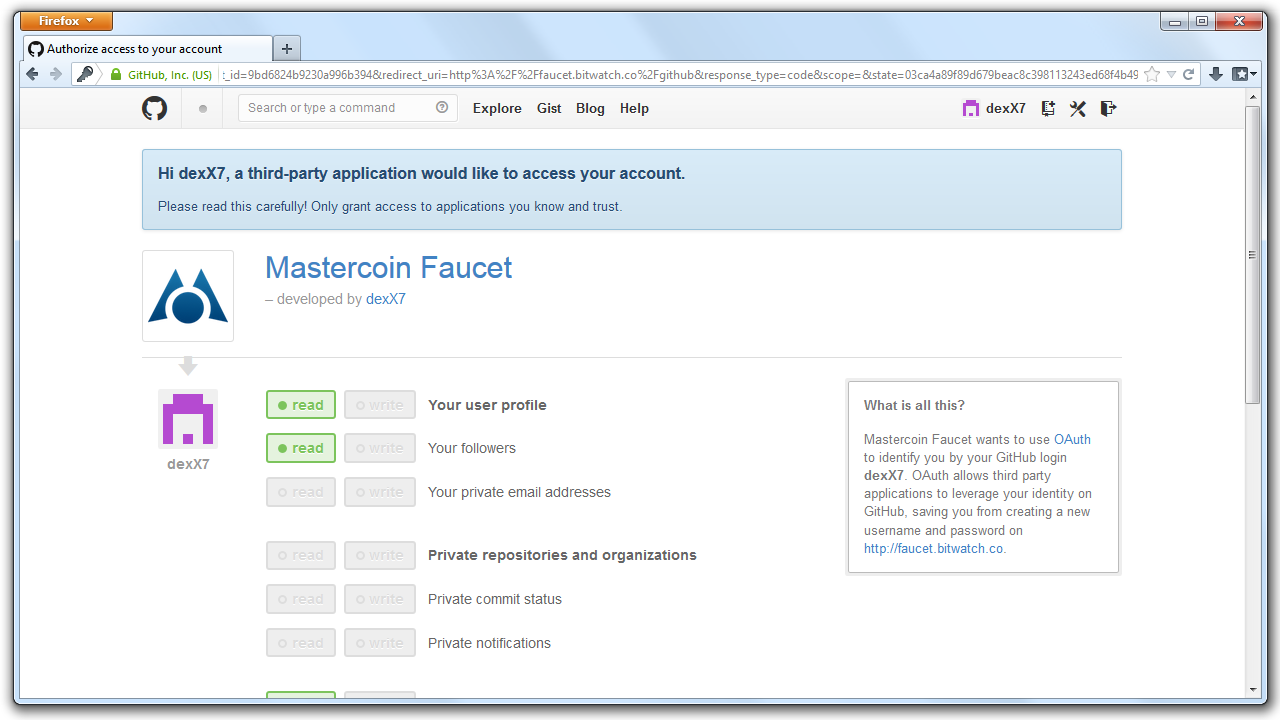 Firefox
Authorize access to your account
GitHub, Inc. (US)
:_id=9bd6824b9230a996b394&redirect_uri=http%3A%2F%2Ffaucet.bitwatch.co%2Fgithub&response_type=code&scope=&state=03ca4a89f89d679beac8c398113243ed68f4b49
Search or type a command
Explore
Gist
Blog
Help
dexX7
Hi dexX7, a third-party application would like to access your account.
Please read this carefully! Only grant access to applications you know and trust.
Mastercoin Faucet
– developed by dexX7
dexX7
read write Your user profile
read write Your followers
read write Your private email addresses
read write Private repositories and organizations
read write Private commit status
read write Private notifications
What is all this?
Mastercoin Faucet wants to use OAuth
to identify you by your GitHub login
dexX7. OAuth allows third party
applications to leverage your identity on
GitHub, saving you from creating a new
username and password on
http://faucet.bitwatch.co.